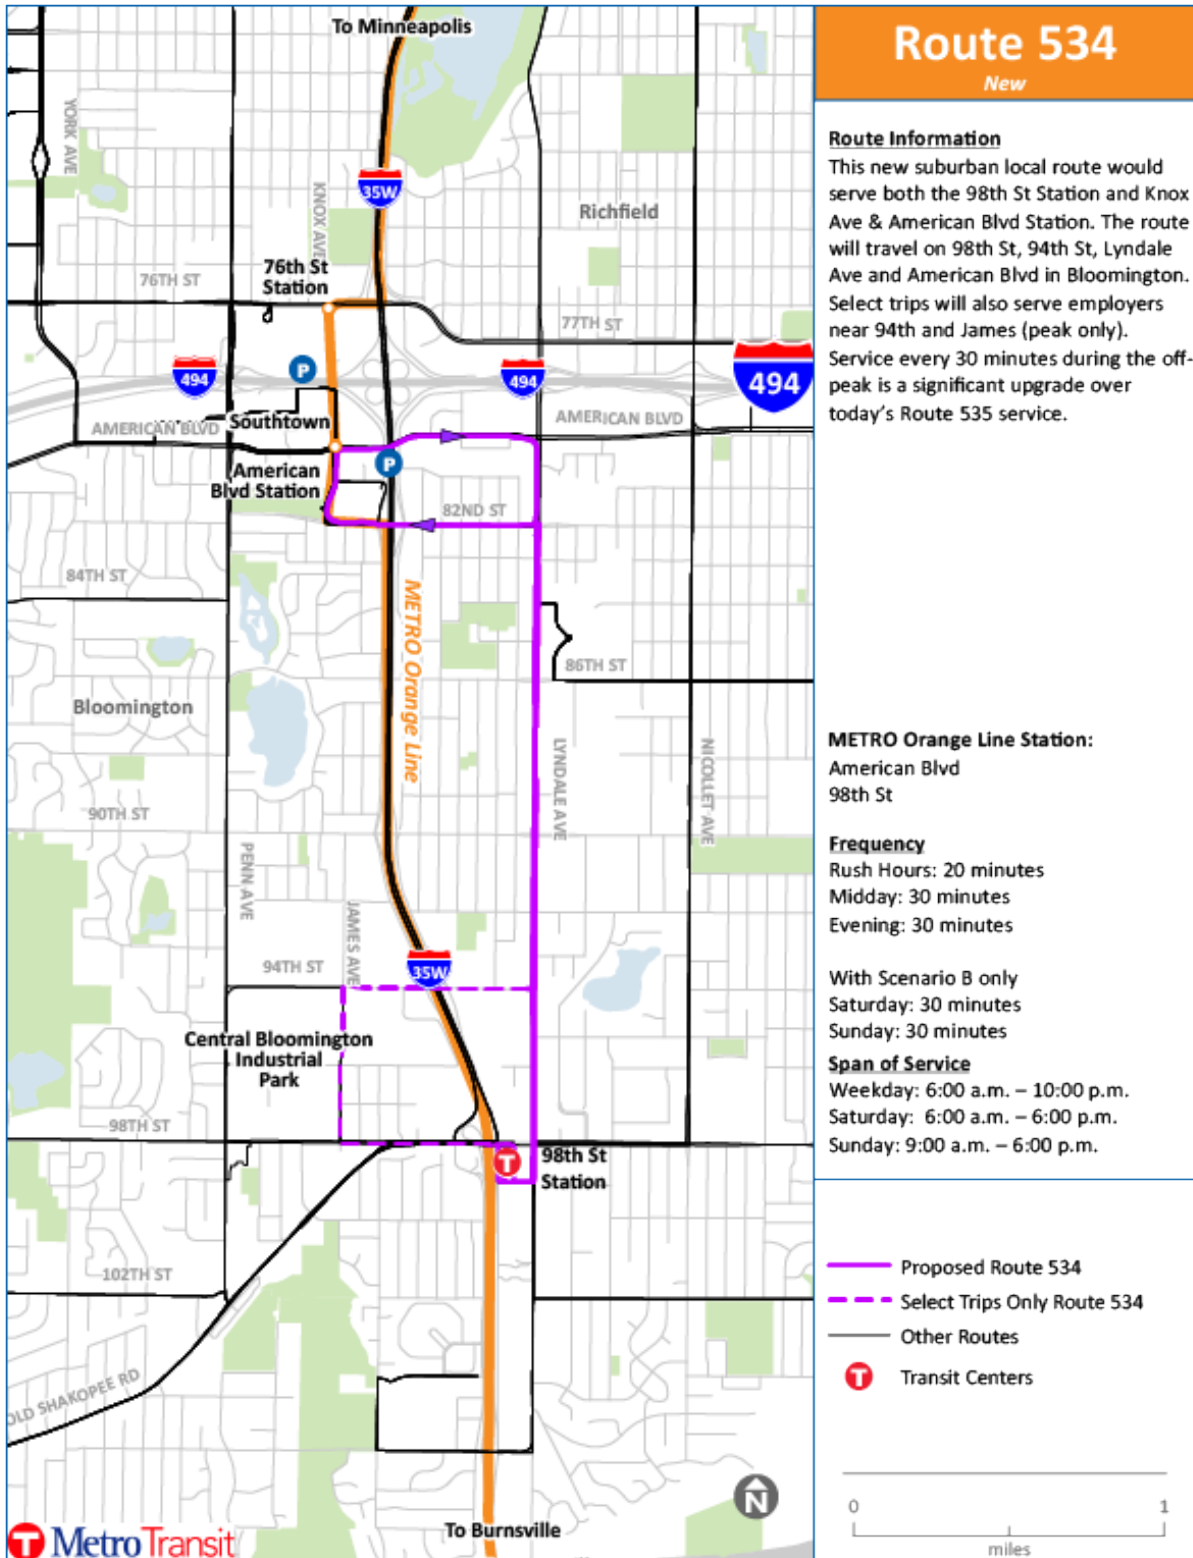 To Minneapolis
YORK AVE
KNOX AVE
35W
Richfield
76th St
Station
76TH ST
77TH ST
P
494
494
494
Southtown
AMERICAN BLVD
AMERICAN BLVD
P
American
Blvd Station
82ND ST
84TH ST
METRO Orange Line
86TH ST
Bloomington
LYNDALE AVE
NICOLLET AVE
90TH ST
PENN AVE
JAMES AVE
94TH ST
35W
Central Bloomington
Industrial
Park
98TH ST
T
98th St
Station
102TH ST
OLD SHAKOPEE RD
N
To Burnsville
T MetroTransit
Route 534
New
Route Information
This new suburban local route would
serve both the 98th St Station and Knox
Ave & American Blvd Station. The route
will travel on 98th St, 94th St, Lyndale
Ave and American Blvd in Bloomington.
Select trips will also serve employers
near 94th and James (peak only).
Service every 30 minutes during the off-
peak is a significant upgrade over
today's Route 535 service.
METRO Orange Line Station:
American Blvd
98th St
Frequency
Rush Hours: 20 minutes
Midday: 30 minutes
Evening: 30 minutes
With Scenario B only
Saturday: 30 minutes
Sunday: 30 minutes
Span of Service
Weekday: 6:00 a.m. – 10:00 p.m.
Saturday: 6:00 a.m. – 6:00 p.m.
Sunday: 9:00 a.m. – 6:00 p.m.
Proposed Route 534
Select Trips Only Route 534
Other Routes
T Transit Centers
0 1
miles